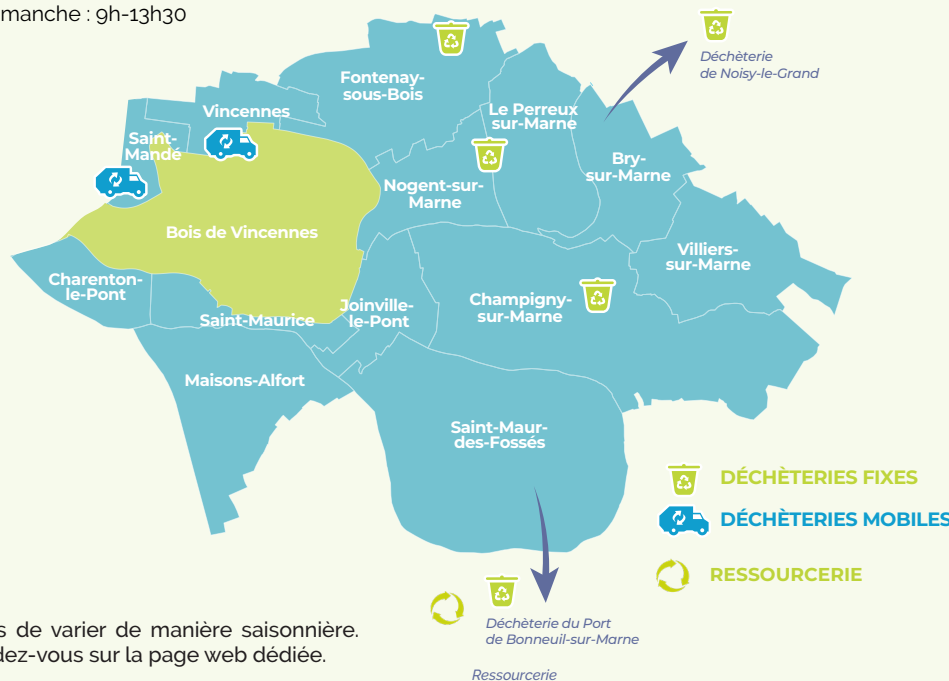 manche : 9h-13h30
Déchèterie
de Noisy-le-Grand
Fontenay-
sous-Bois
Vincennes
Le Perreux
sur-Marne
Saint-
Mandé
Bry-
sur-Marne
Nogent-sur-
Marne
Bois de Vincennes
Villiers-
sur-Marne
Charenton-
le-Pont
Joinville-
le-Pont
Champigny-
sur-Marne
Saint-Maurice
Maisons-Alfort
Saint-Maur-
des-Fossés
DÉCHÈTERIES FIXES
DÉCHÈTERIES MOBILES
RESSOURCERIE
Déchèterie du Port
de Bonneuil-sur-Marne
Ressourcerie
s de varier de manière saisonnière.
dez-vous sur la page web dédiée.